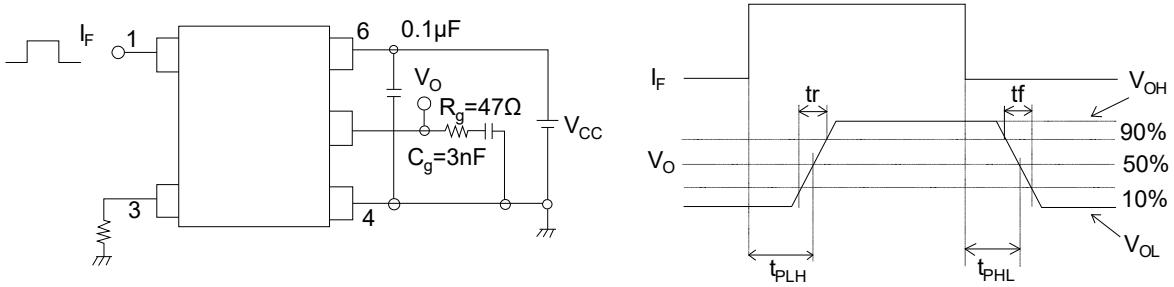 I_F
1
6
0.1μF
V_O
R_g=47Ω
C_g=3nF
V_CC
3
4
I_F
V_O
tr
tf
V_OH
90%
50%
10%
V_OL
t_PLH
t_PHL